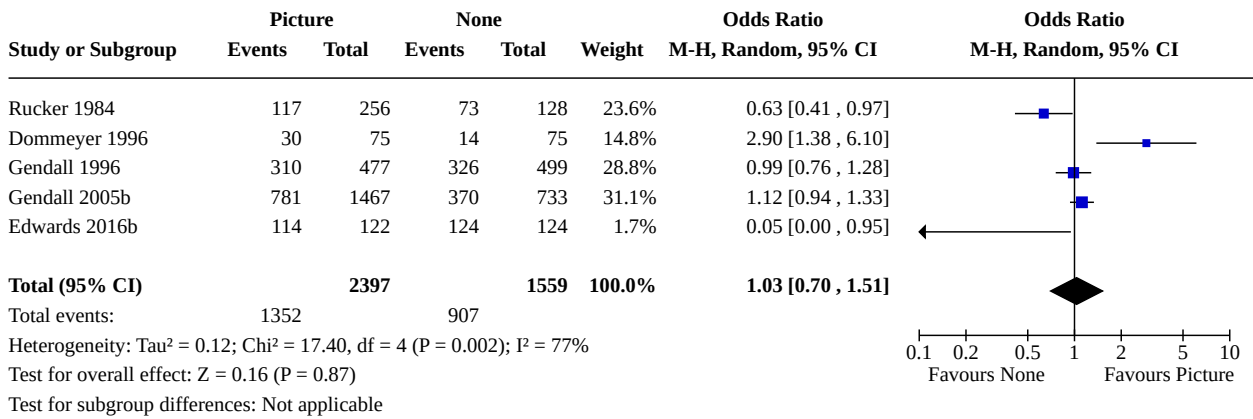 Picture None Odds Ratio Odds Ratio
Study or Subgroup Events Total Events Total Weight M-H, Random, 95% CI M-H, Random, 95% CI
Rucker 1984 117 256 73 128 23.6% 0.63 [0.41 , 0.97]
Dommeyer 1996 30 75 14 75 14.8% 2.90 [1.38 , 6.10]
Gendall 1996 310 477 326 499 28.8% 0.99 [0.76 , 1.28]
Gendall 2005b 781 1467 370 733 31.1% 1.12 [0.94 , 1.33]
Edwards 2016b 114 122 124 124 1.7% 0.05 [0.00 , 0.95]
Total (95% CI) 2397 1559 100.0% 1.03 [0.70 , 1.51]
Total events: 1352 907
Heterogeneity: Tau² = 0.12; Chi² = 17.40, df = 4 (P = 0.002); I² = 77%
Test for overall effect: Z = 0.16 (P = 0.87)
Test for subgroup differences: Not applicable
0.1 0.2 0.5 1 2 5 10
Favours None Favours Picture